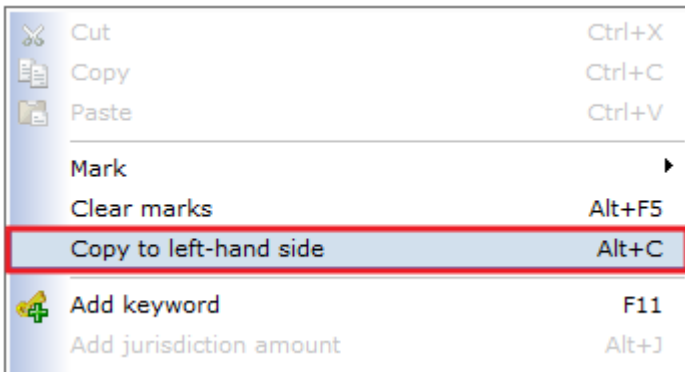 Cut Ctrl+X
Copy Ctrl+C
Paste Ctrl+V
Mark
Clear marks Alt+F5
Copy to left-hand side Alt+C
Add keyword F11
Add jurisdiction amount Alt+J